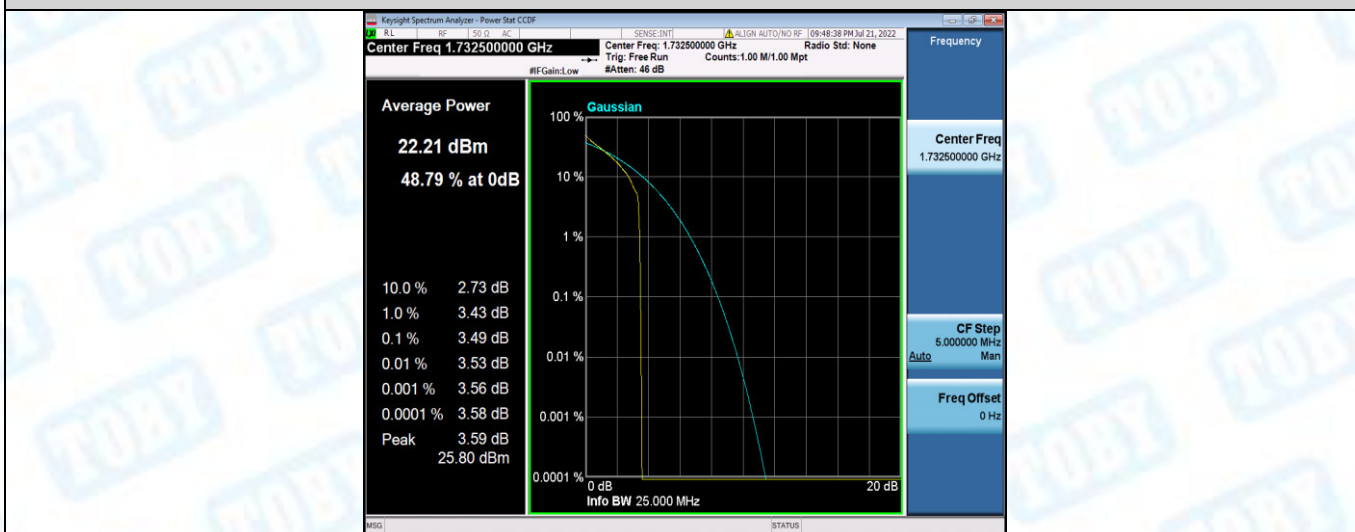 Keysight Spectrum Analyzer - Power Stat CCDF
RL RF 50 Ω AC SENSE:INT ALIGN AUTO/NO RF 09:48:38 PM Jul 21, 2022
Center Freq 1.732500000 GHz
Center Freq: 1.732500000 GHz Radio Std: None
Trig: Free Run Counts:1.00 M/1.00 Mpt
#IFGain:Low #Atten: 46 dB
Frequency
Average Power
22.21 dBm
48.79 % at 0dB
10.0 % 2.73 dB
1.0 % 3.43 dB
0.1 % 3.49 dB
0.01 % 3.53 dB
0.001 % 3.56 dB
0.0001 % 3.58 dB
Peak 3.59 dB
25.80 dBm
Gaussian
100 %
10 %
1 %
0.1 %
0.01 %
0.001 %
0.0001 %
0 dB 20 dB
Info BW 25.000 MHz
Center Freq
1.732500000 GHz
CF Step
5.000000 MHz
Auto Man
Freq Offset
0 Hz
MSG STATUS
TOBY
TOBY
TOBY
TOBY
TOBY
TOBY
TOBY